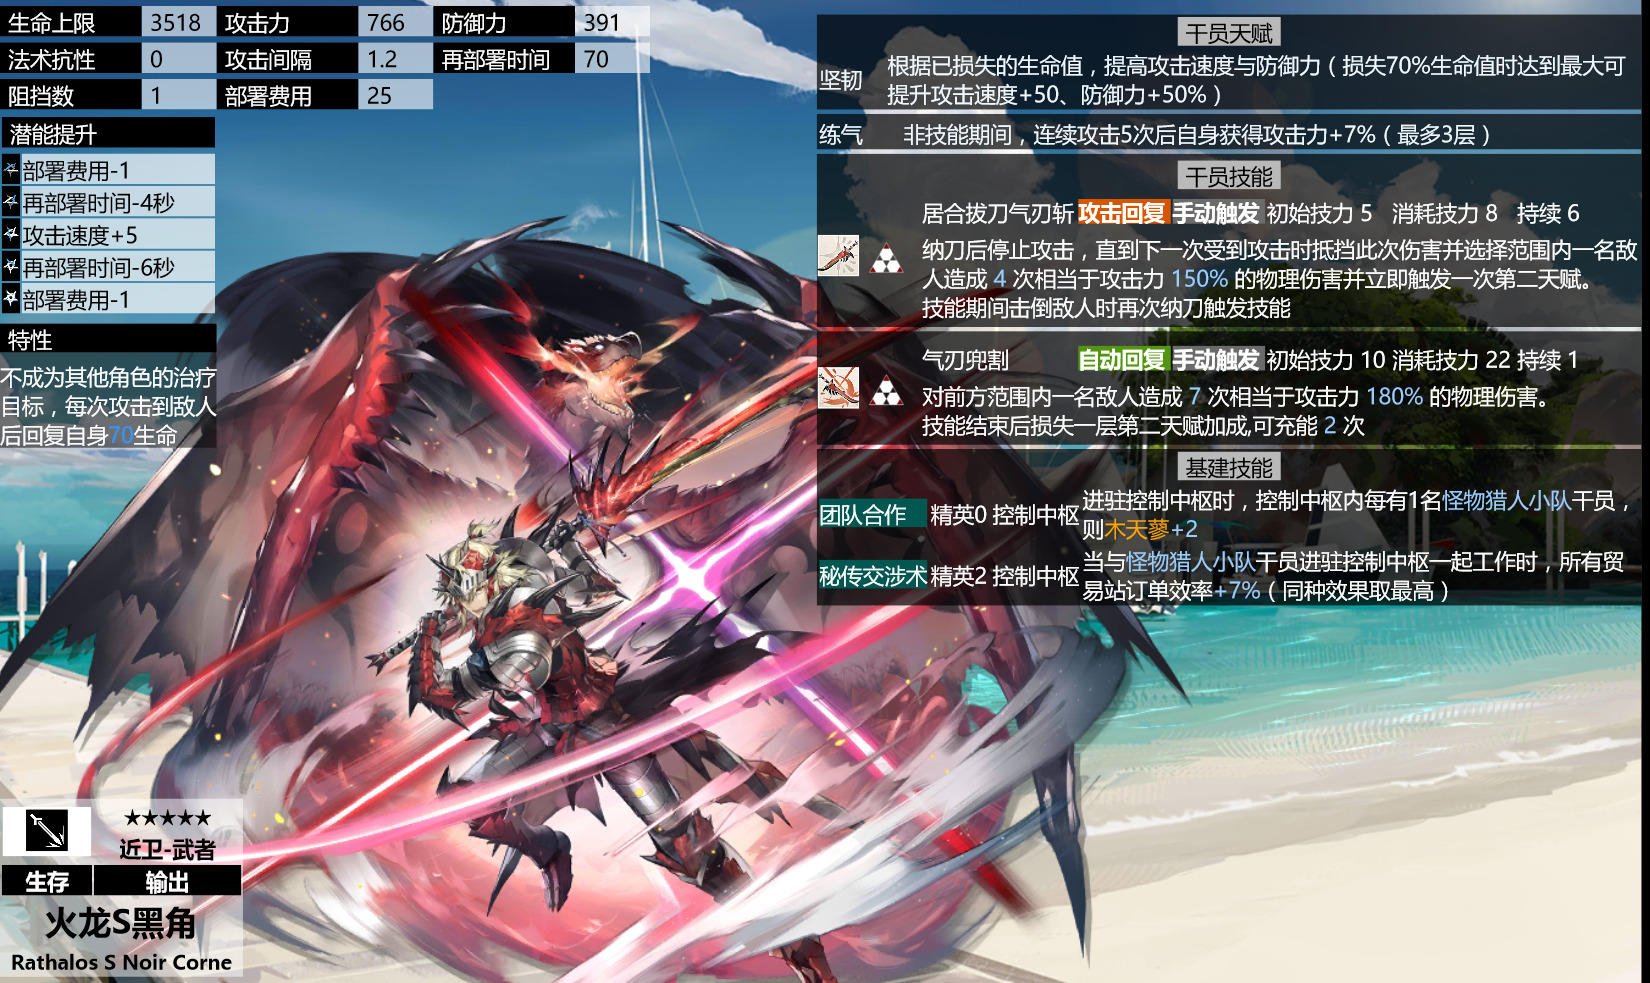 生命上限 3518 攻击力 766 防御力 391
法术抗性 0 攻击间隔 1.2 再部署时间 70
阻挡数 1 部署费用 25
潜能提升
部署费用-1
再部署时间-4秒
攻击速度+5
再部署时间-6秒
部署费用-1
特性
不成为其他角色的治疗
目标，每次攻击到敌人
后回复自身70生命
★★★★★
近卫-武者
生存 输出
火龙S黑角
Rathalos S Noir Corne
干员天赋
坚韧
根据已损失的生命值，提高攻击速度与防御力（损失70%生命值时达到最大可
提升攻击速度+50、防御力+50%）
练气 非技能期间，连续攻击5次后自身获得攻击力+7%（最多3层）
干员技能
居合拔刀气刃斩 攻击回复 手动触发 初始技力 5 消耗技力 8 持续 6
纳刀后停止攻击，直到下一次受到攻击时抵挡此次伤害并选择范围内一名敌
人造成 4 次相当于攻击力 150% 的物理伤害并立即触发一次第二天赋。
技能期间击倒敌人时再次纳刀触发技能
气刃兜割 自动回复 手动触发 初始技力 10 消耗技力 22 持续 1
对前方范围内一名敌人造成 7 次相当于攻击力 180% 的物理伤害。
技能结束后损失一层第二天赋加成,可充能 2 次
基建技能
团队合作 精英0 控制中枢
进驻控制中枢时，控制中枢内每有1名怪物猎人小队干员，
则木天蓼+2
秘传交涉术 精英2 控制中枢
当与怪物猎人小队干员进驻控制中枢一起工作时，所有贸
易站订单效率+7%（同种效果取最高）